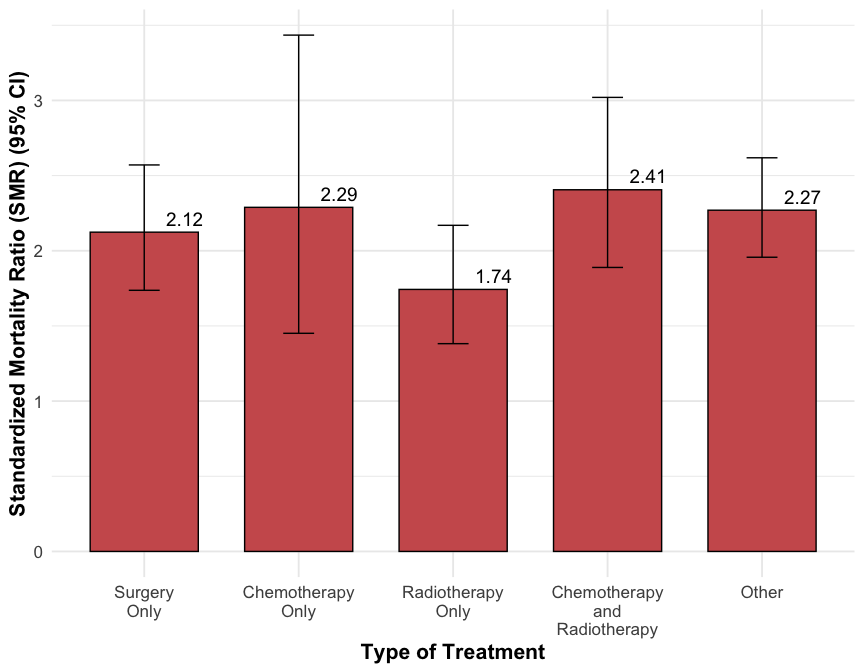 Standardized Mortality Ratio (SMR) (95% CI)
3
2
1
0
2.12
2.29
1.74
2.41
2.27
Surgery
Only
Chemotherapy
Only
Radiotherapy
Only
Chemotherapy
and
Radiotherapy
Other
Type of Treatment